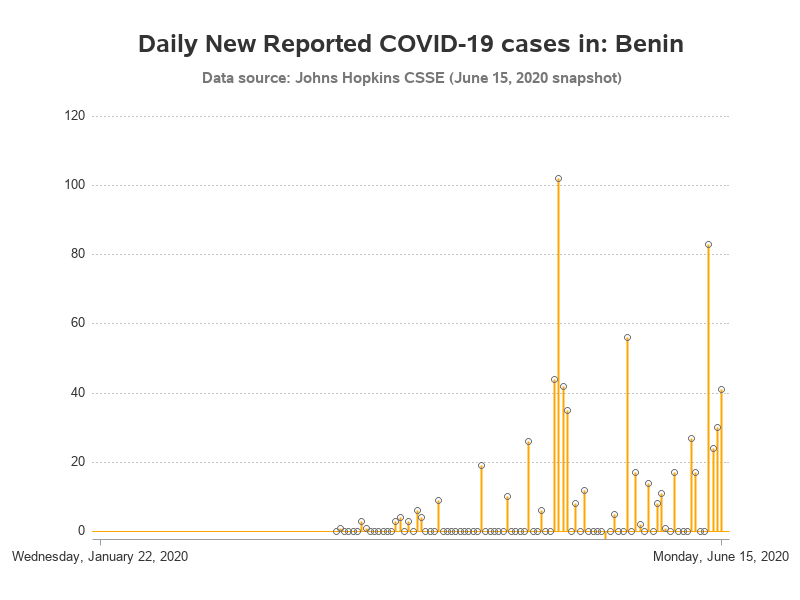 Daily New Reported COVID-19 cases in: Benin
Data source: Johns Hopkins CSSE (June 15, 2020 snapshot)
120
100
80
60
40
20
0
Wednesday, January 22, 2020
Monday, June 15, 2020